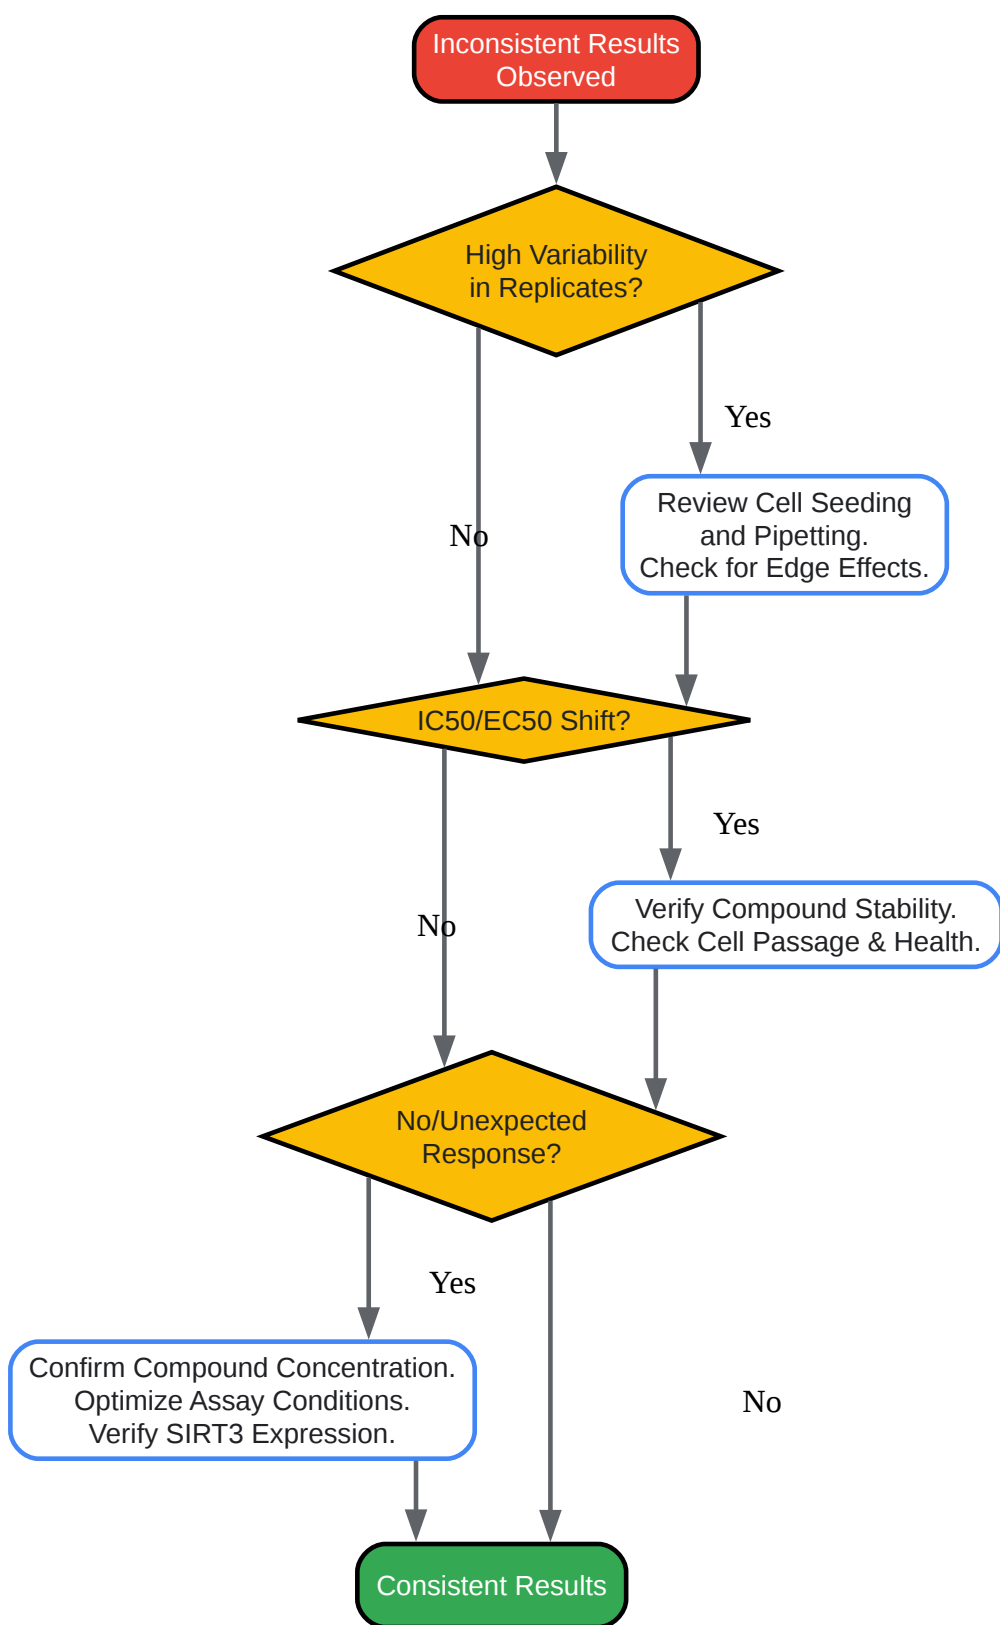 Inconsistent Results
Observed
High Variability
in Replicates?
Yes
Review Cell Seeding
and Pipetting.
Check for Edge Effects.
No
IC50/EC50 Shift?
Yes
Verify Compound Stability.
Check Cell Passage & Health.
No
No/Unexpected
Response?
Yes
Confirm Compound Concentration.
Optimize Assay Conditions.
Verify SIRT3 Expression.
No
Consistent Results